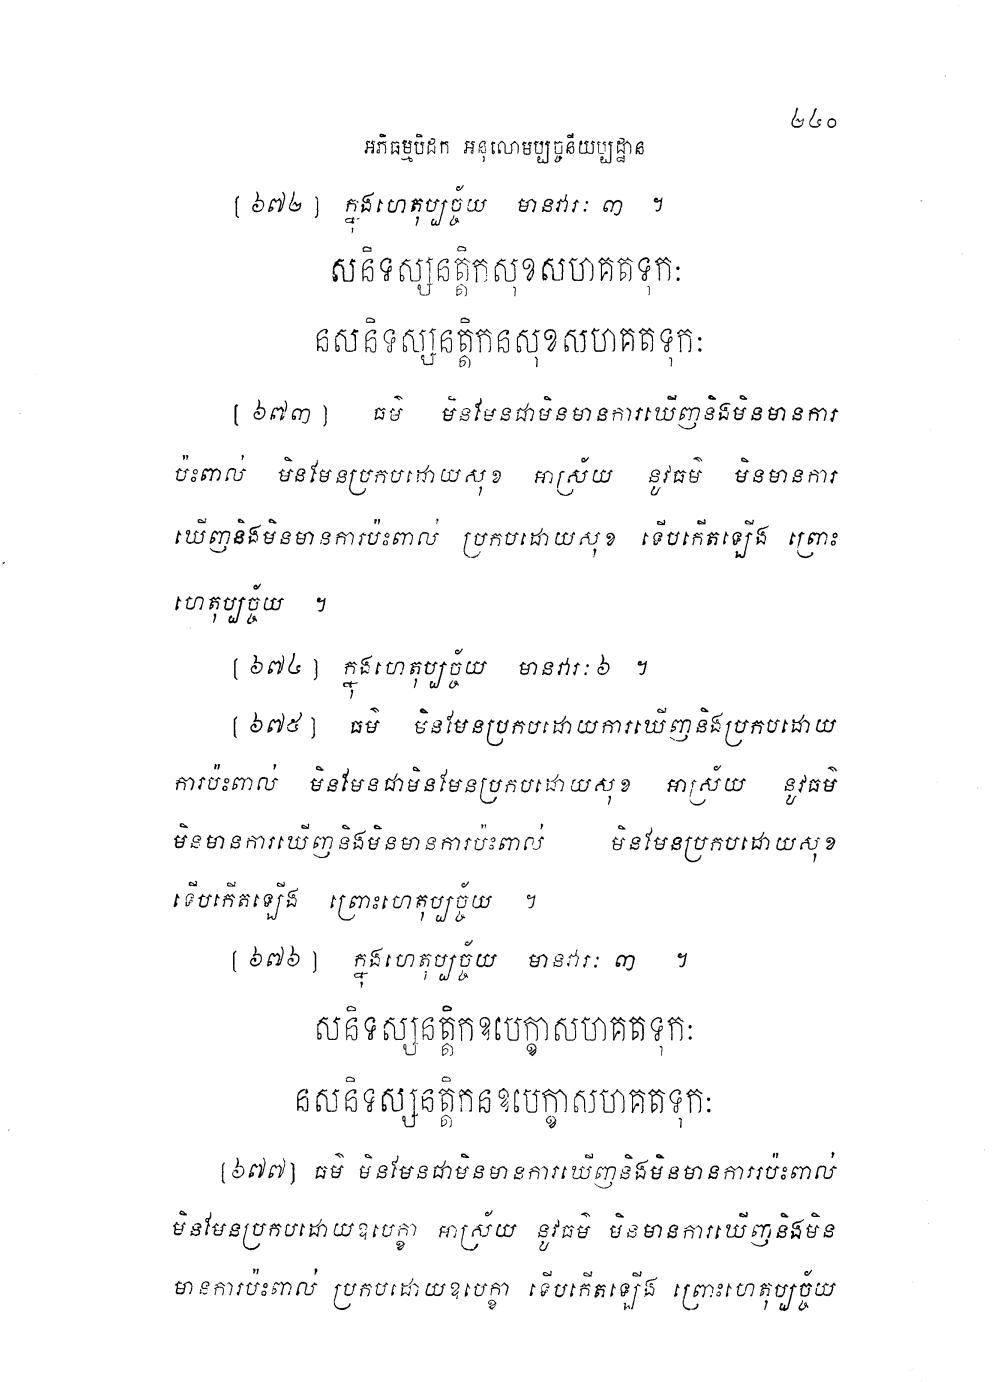 ២៤០
អភិធម្មបិដក អនុលោមប្បច្ចនីយប្បដ្ឋាន
[ ៦៧២ ] ក្នុងហេតុប្បច្ច័យ មានវារៈ ៣ ។
សនិទស្សនត្តិកសុខសហគតទុកៈ
នសនិទស្សនត្តិកនសុខសហគតទុកៈ
[ ៦៧៣ ] ធម៌ មិនមែនជាមិនមានការឃើញនិងមិនមានការ
ប៉ះពាល់ មិនមែនប្រកបដោយសុខ អាស្រ័យ នូវធម៌ មិនមានការ
ឃើញនិងមិនមានការប៉ះពាល់ ប្រកបដោយសុខ ទើបកើតឡើង ព្រោះ
ហេតុប្បច្ច័យ ។
[ ៦៧៤ ] ក្នុងហេតុប្បច្ច័យ មានវារៈ ៦ ។
[ ៦៧៥ ] ធម៌ មិនមែនប្រកបដោយការឃើញនិងប្រកបដោយ
ការប៉ះពាល់ មិនមែនជាមិនមែនប្រកបដោយសុខ អាស្រ័យ នូវធម៌
មិនមានការឃើញនិងមិនមានការប៉ះពាល់ មិនមែនប្រកបដោយសុខ
ទើបកើតឡើង ព្រោះហេតុប្បច្ច័យ ។
[ ៦៧៦ ] ក្នុងហេតុប្បច្ច័យ មានវារៈ ៣ ។
សនិទស្សនត្តិកឧបេក្ខាសហគតទុកៈ
នសនិទស្សនត្តិកនឧបេក្ខាសហគតទុកៈ
[៦៧៧] ធម៌ មិនមែនជាមិនមានការឃើញនិងមិនមានការរប៉ះពាល់
មិនមែនប្រកបដោយឧបេក្ខា អាស្រ័យ នូវធម៌ មិនមានការឃើញនិងមិន
មានការប៉ះពាល់ ប្រកបដោយឧបេក្ខា ទើបកើតឡើង ព្រោះហេតុប្បច្ច័យ